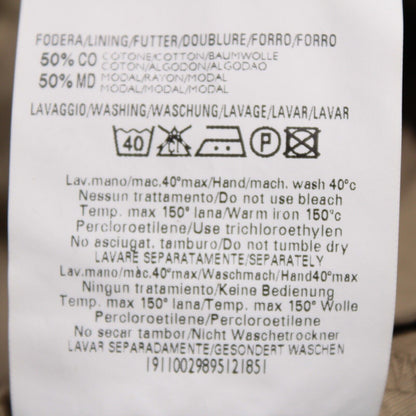 FODERA/LINING/FUTTER/DOUBLURE/FORRO/FORRO
50% CO COTONE/COTTON/BAUMWOLLE
COTON/ALGODON/ALGODAO
50% MD MODAL/RAYON/MODAL
MODAL/MODAL/MODAL
LAVAGGIO/WASHING/WASCHUNG/LAVAGE/LAVAR/LAVAR
40 CL P
Lav.mano/mac.40°max/Hand/mach. wash 40°c
Nessun trattamento/Do not use bleach
Temp. max 150° lana/Warm iron 150°c
Percloroetilene/Use trichloroethylen
No asciugat. tamburo/Do not tumble dry
LAVARE SEPARATAMENTE/SEPARATELY
Lav.mano/màc.40°max/Waschmach/Hand40°max
Ningun tratamiento/Keine Bedienung
Temp. max 150° lana/Temp. max 150° Wolle
Percloroetilene/Percloroetilene
No secar tambor/Nicht Waschetrockner
LAVAR SEPARADAMENTE/GESONDERT WASCHEN
19110029895121851